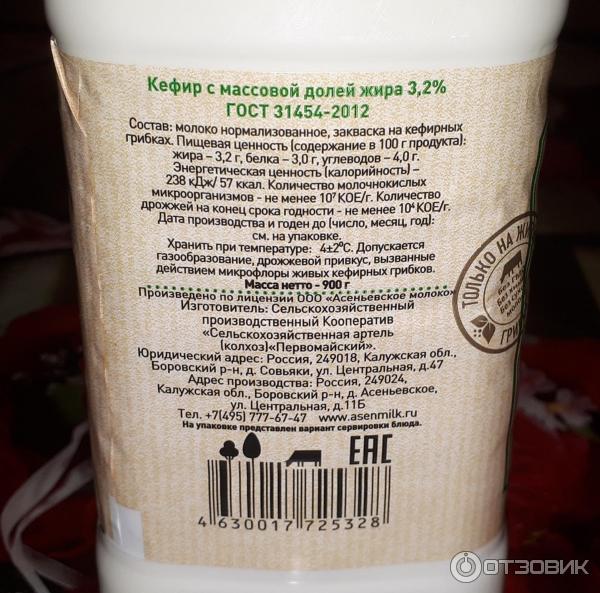 Кефир с массовой долей жира 3,2%
ГОСТ 31454-2012
Состав: молоко нормализованное, закваска на кефирных
грибках. Пищевая ценность (содержание в 100 г продукта):
жира – 3,2 г, белка – 3,0 г, углеводов – 4,0 г.
Энергетическая ценность (калорийность) –
238 кДж/ 57 ккал. Количество молочнокислых
микроорганизмов - не менее 10⁷ КОЕ/г. Количество
дрожжей на конец срока годности - не менее 10⁴ КОЕ/г.
Дата производства и годен до (число, месяц, год):
см. на упаковке.
Хранить при температуре: 4±2⁰С. Допускается
газообразование, дрожжевой привкус, вызванные
действием микрофлоры живых кефирных грибков.
Масса нетто - 900 г
Произведено по лицензии ООО «Асеньевское молоко»
Изготовитель: Сельскохозяйственный
производственный Кооператив
«Сельскохозяйственная артель
(колхоз)«Первомайский».
Юридический адрес: Россия, 249018, Калужская обл.,
Боровский р-н, д. Совьяки, ул. Центральная, д.47
Адрес производства: Россия, 249024,
Калужская обл., Боровский р-н, д. Асеньевское,
ул. Центральная, д.11Б
Тел. +7(495) 777-67-47 www.asenmilk.com
На упаковке представлен вариант сервировки блюда.
EAC
4 630017 725328
ТОЛЬКО НА
ОТЗОВИК